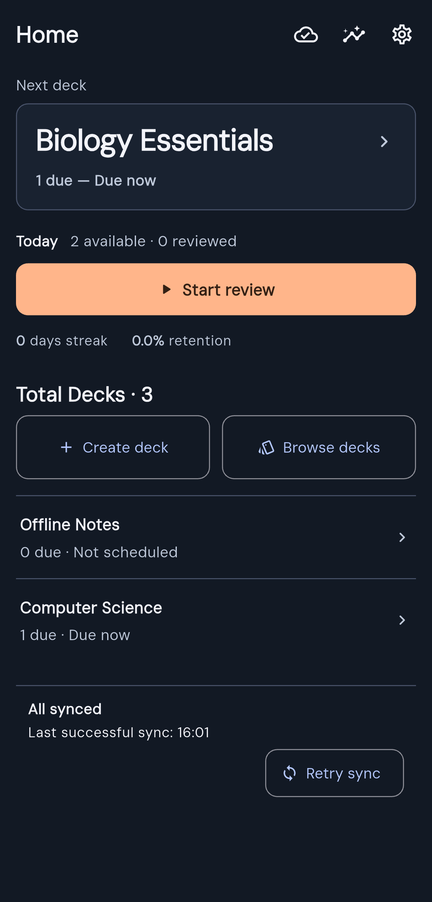 Home
Next deck
Biology Essentials
1 due — Due now
Today 2 available · 0 reviewed
Start review
0 days streak 0.0% retention
Total Decks · 3
Create deck
Browse decks
Offline Notes
0 due · Not scheduled
Computer Science
1 due · Due now
All synced
Last successful sync: 16:01
Retry sync